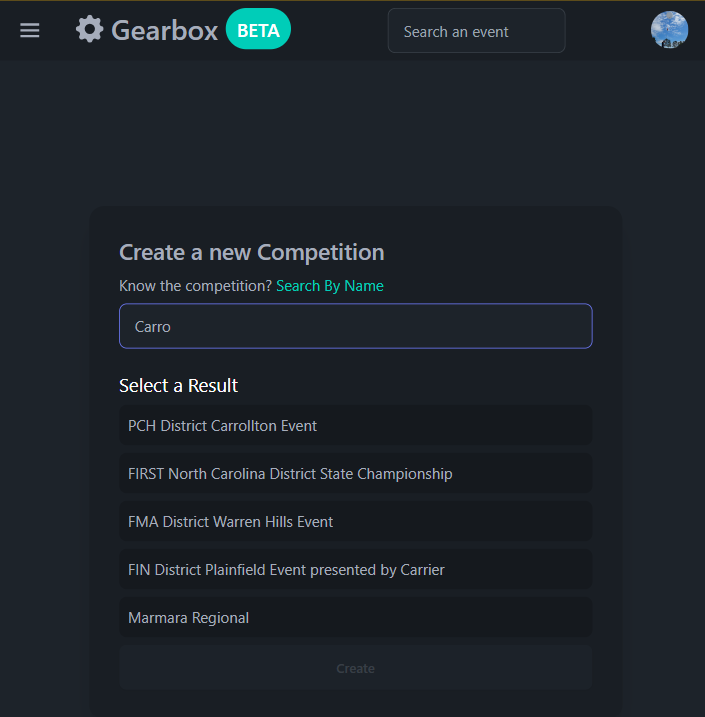 Gearbox BETA
Search an event
Create a new Competition
Know the competition? Search By Name
Carro
Select a Result
PCH District Carrollton Event
FIRST North Carolina District State Championship
FMA District Warren Hills Event
FIN District Plainfield Event presented by Carrier
Marmara Regional
Create